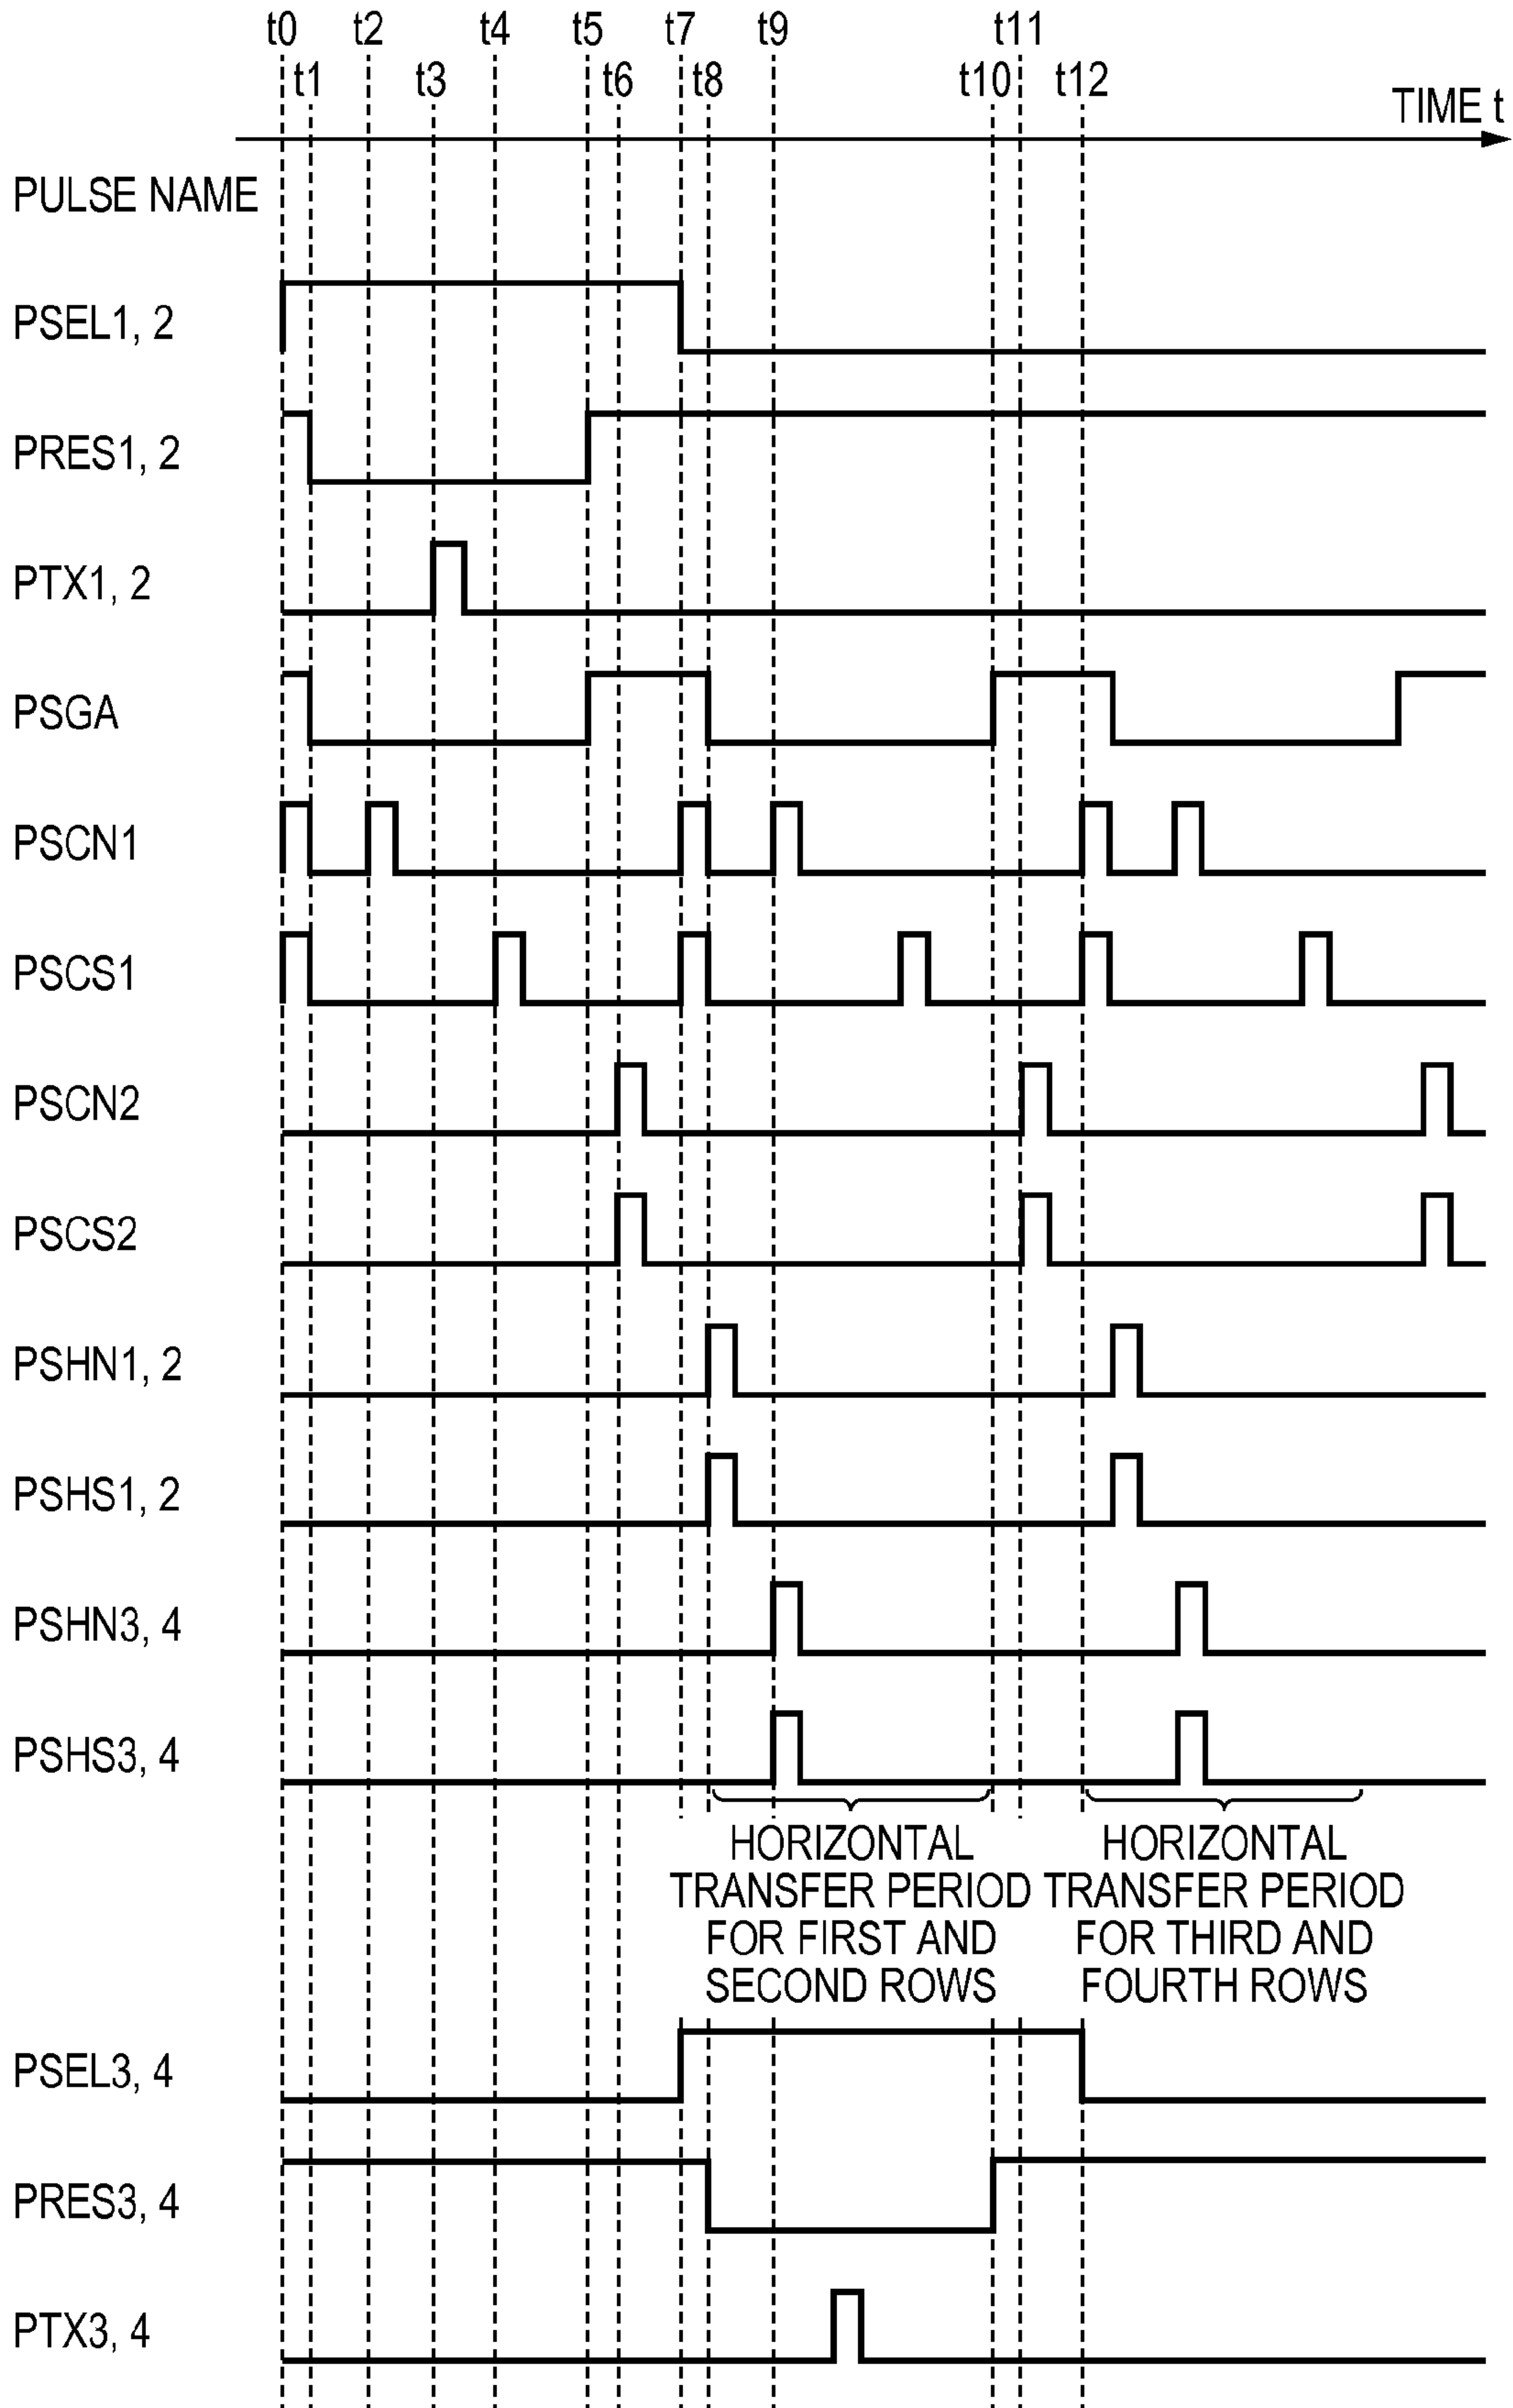 t0 t2 t4 t5 t7 t9 t11
t1 t3 t6 t8 t10 t12
TIME t
PULSE NAME
PSEL1, 2
PRES1, 2
PTX1, 2
PSGA
PSCN1
PSCS1
PSCN2
PSCS2
PSHN1, 2
PSHS1, 2
PSHN3, 4
PSHS3, 4
HORIZONTAL
TRANSFER PERIOD
FOR FIRST AND
SECOND ROWS
HORIZONTAL
TRANSFER PERIOD
FOR THIRD AND
FOURTH ROWS
PSEL3, 4
PRES3, 4
PTX3, 4